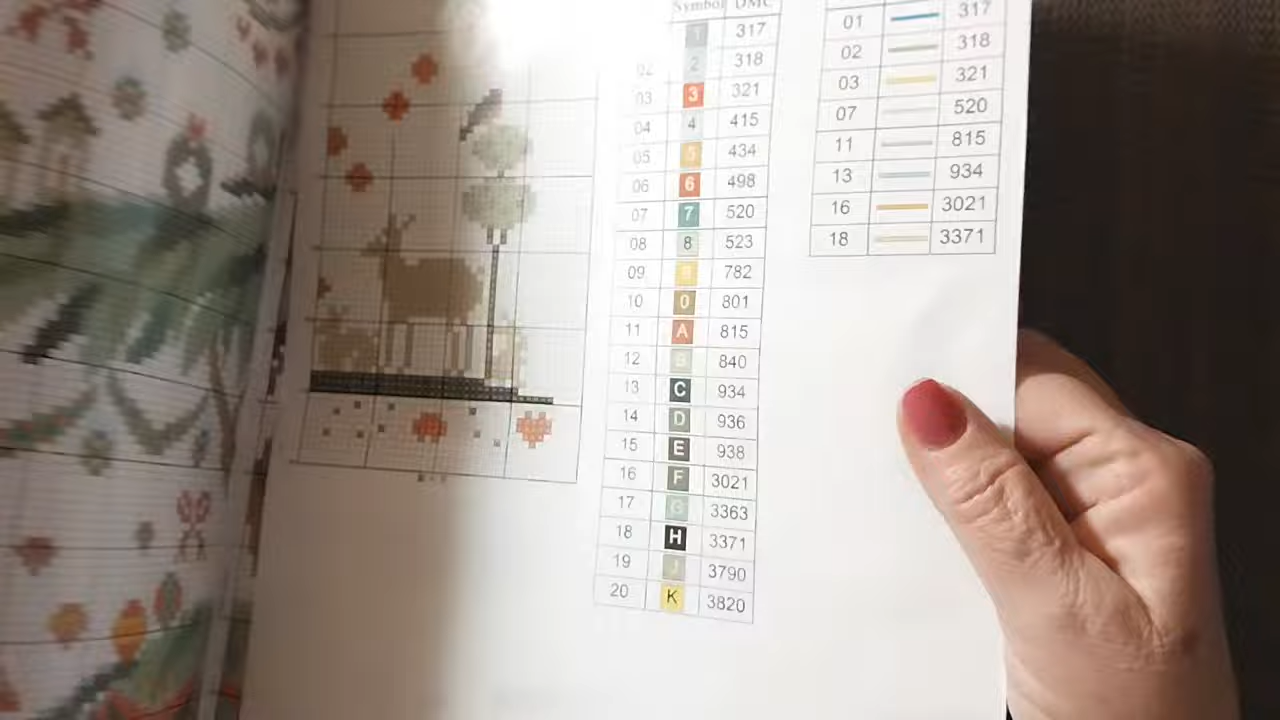 Symbol DMC
1 317
02 2 318
03 3 321
04 4 415
05 5 434
06 6 498
07 7 520
08 8 523
09 782
10 0 801
11 A 815
12 B 840
13 C 934
14 D 936
15 E 938
16 F 3021
17 G 3363
18 H 3371
19 J 3790
20 K 3820
01 317
02 318
03 321
07 520
11 815
13 934
16 3021
18 3371